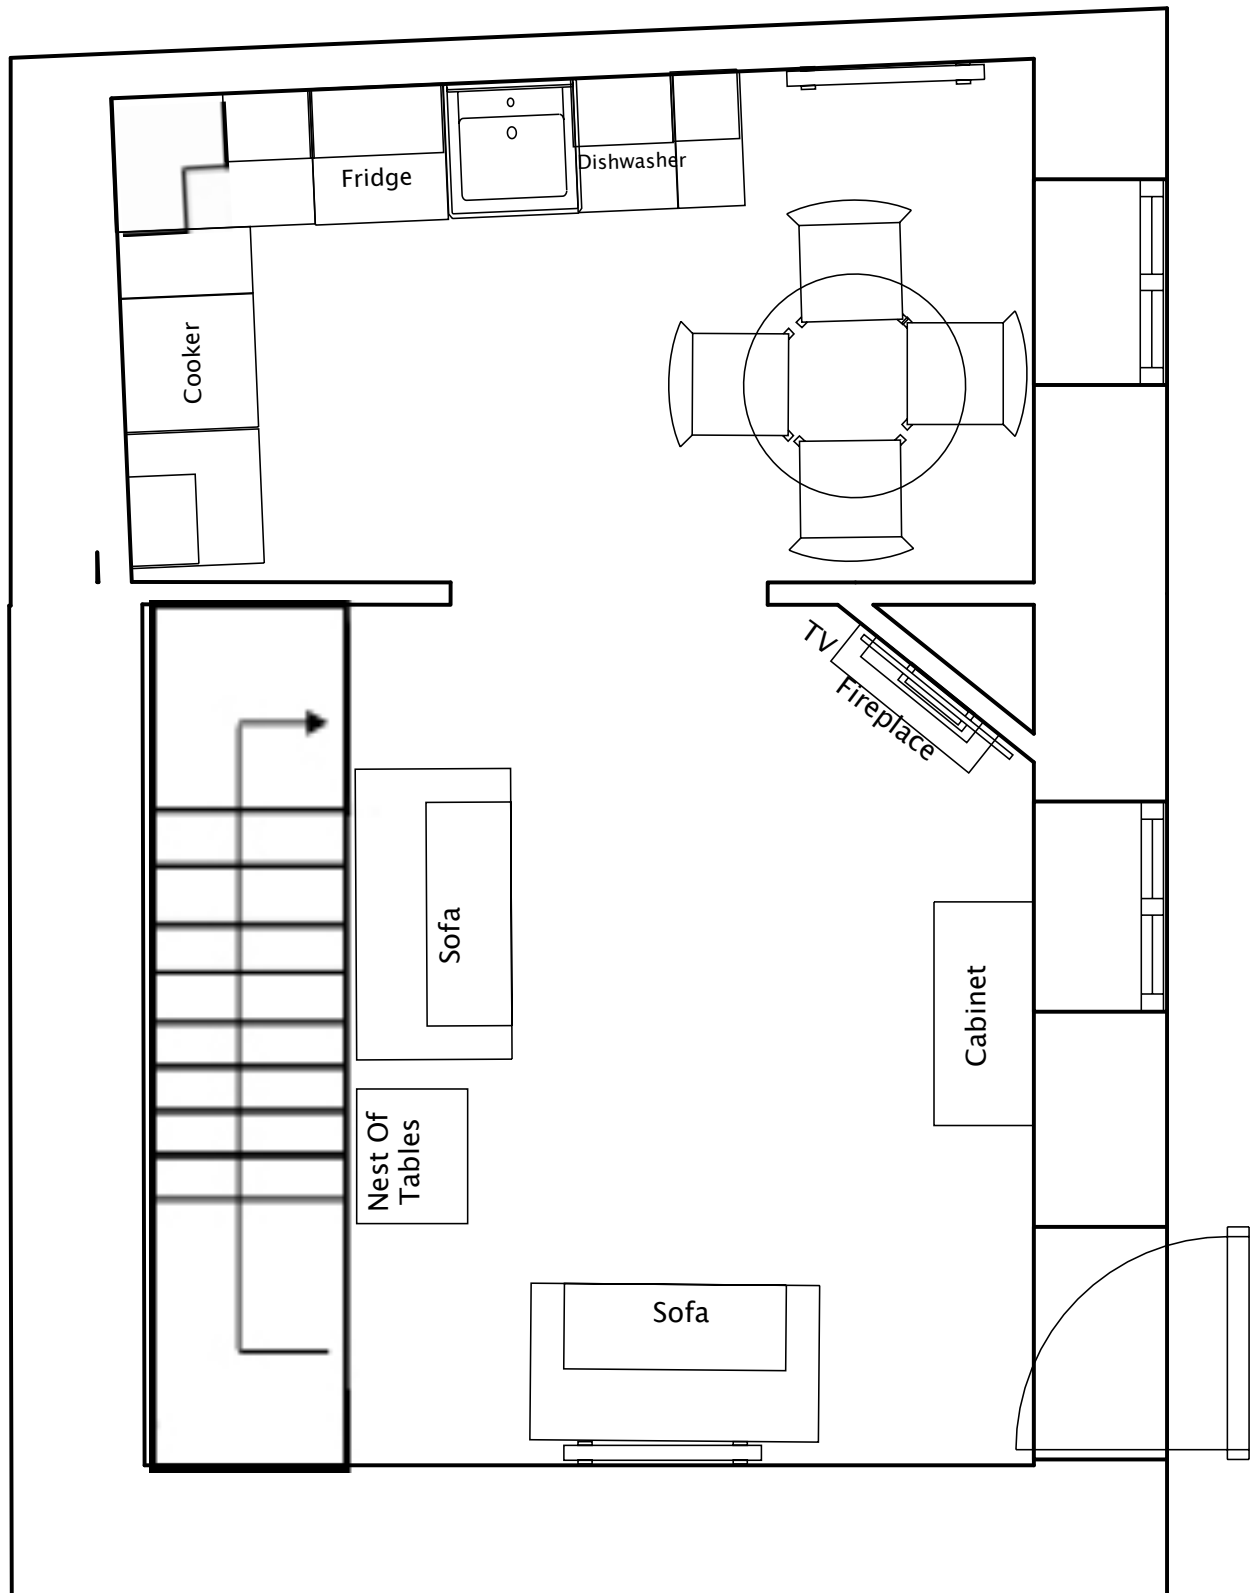 Dishwasher
Fridge
Cooker
TV
Fireplace
Sofa
Cabinet
Nest Of
Tables
Sofa